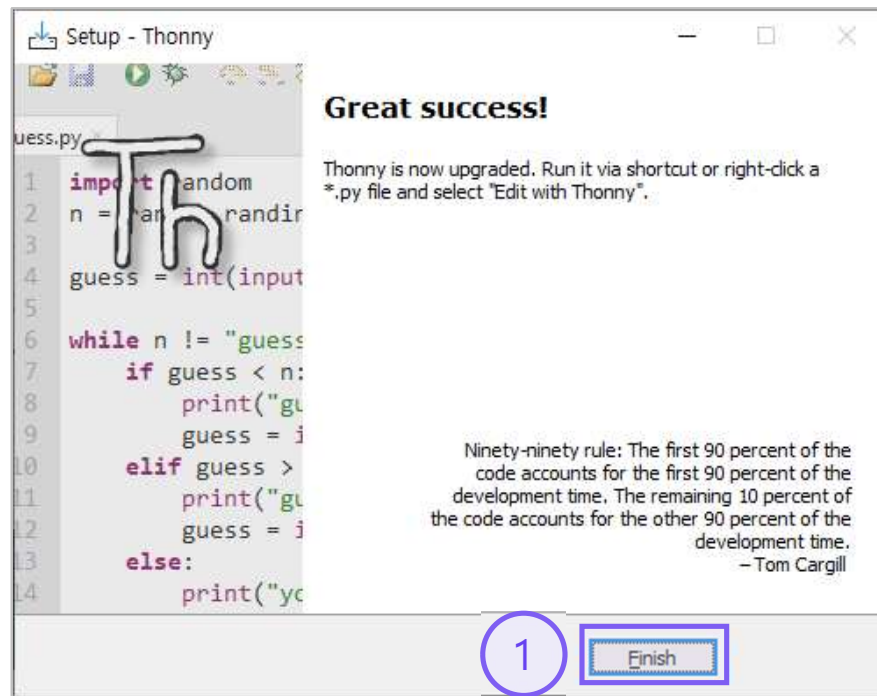 Setup - Thonny
Great success!
Thonny is now upgraded. Run it via shortcut or right-click a
*.py file and select "Edit with Thonny".
uess.py
Th
1 import random
2 n = ran randin
3
4 guess = int(input
5
6 while n != "guess
7 if guess < n:
8 print("gu
9 guess = i
10 elif guess >
11 print("gu
12 guess = i
13 else:
14 print("yo
Ninety-ninety rule: The first 90 percent of the
code accounts for the first 90 percent of the
development time. The remaining 10 percent of
the code accounts for the other 90 percent of the
development time.
– Tom Cargill
1
Finish